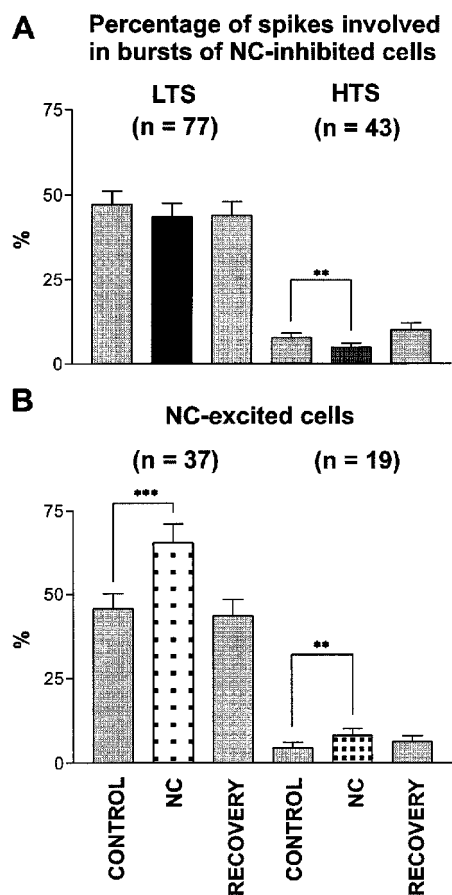 A Percentage of spikes involved
in bursts of NC-inhibited cells
LTS HTS
(n = 77) (n = 43)
75
50
25
0
%
**
B
NC-excited cells
(n = 37) (n = 19)
75
50
25
0
%
***
**
CONTROL NC RECOVERY CONTROL NC RECOVERY